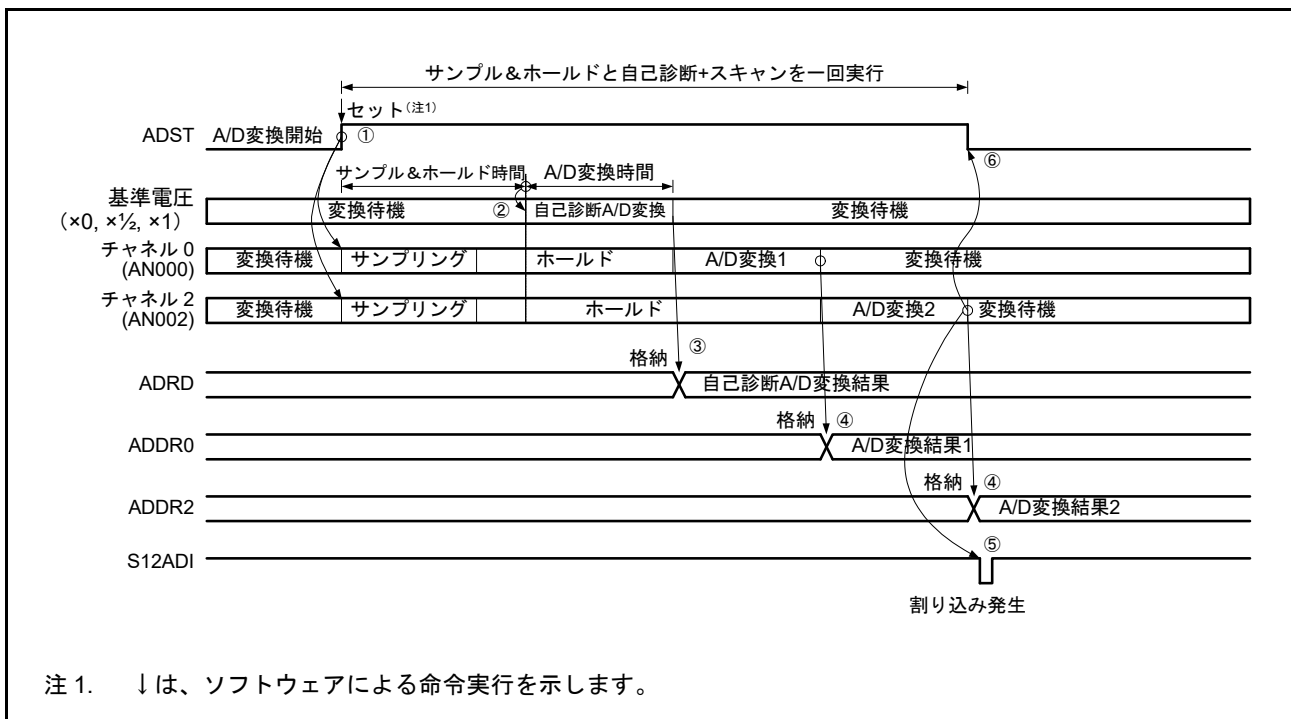 サンプル＆ホールドと自己診断+スキャンを一回実行
セット(注1)
ADST A/D変換開始 ①
⑥
サンプル＆ホールド時間 A/D変換時間
基準電圧
(×0, ×½, ×1)
変換待機 ② 自己診断A/D変換 変換待機
チャネル 0
(AN000)
変換待機 サンプリング ホールド A/D変換1 変換待機
チャネル 2
(AN002)
変換待機 サンプリング ホールド A/D変換2 変換待機
格納 ③
ADRD 自己診断A/D変換結果
格納 ④
ADDR0 A/D変換結果1
格納 ④
ADDR2 A/D変換結果2
⑤
S12ADI
割り込み発生
注 1. ↓は、ソフトウェアによる命令実行を示します。